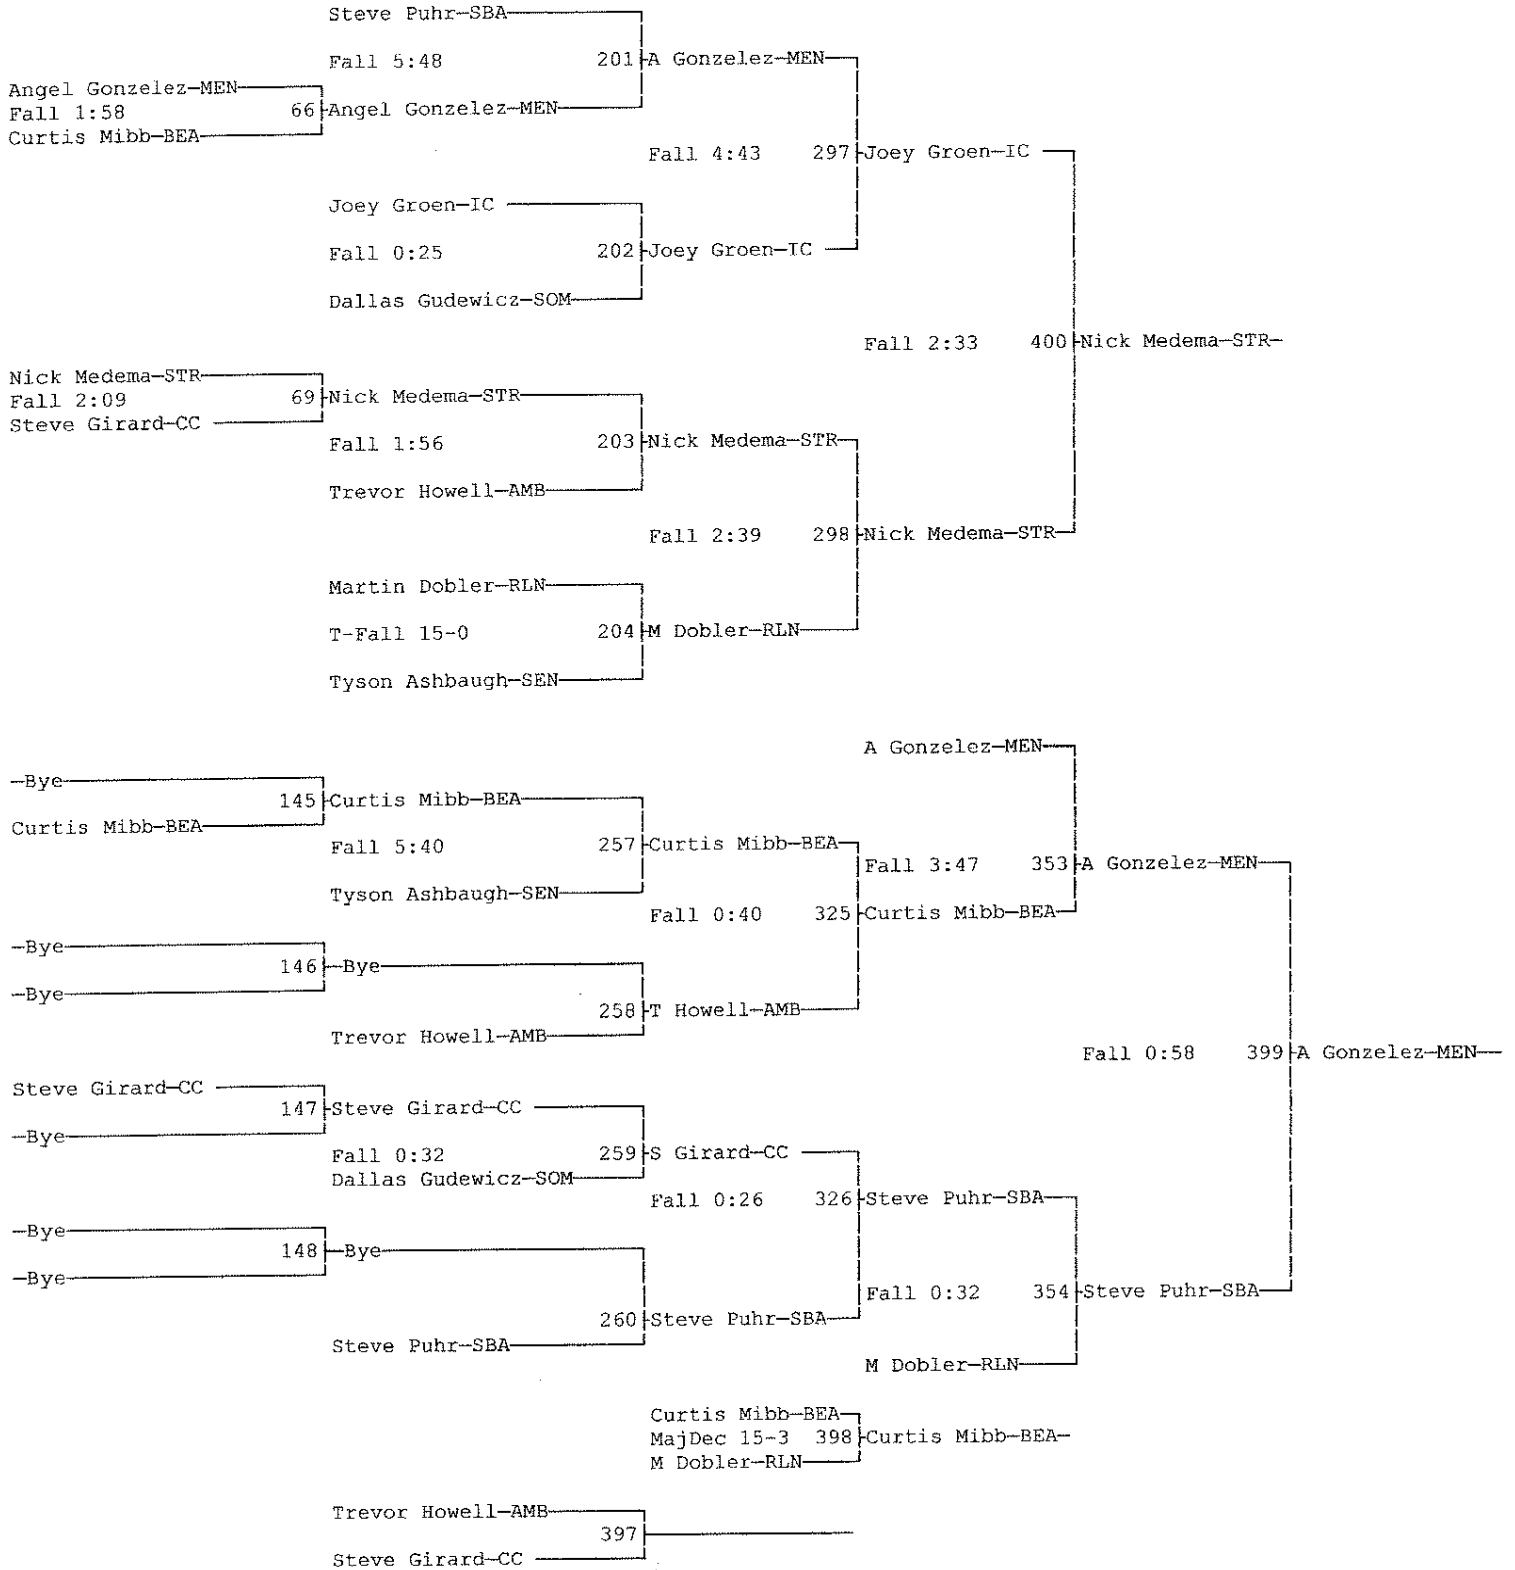 Steve Puhr-SBA
Fall 5:48 201 A Gonzelez-MEN
Angel Gonzelez-MEN
Fall 1:58 66 Angel Gonzelez-MEN
Curtis Mibb-BEA
Fall 4:43 297 Joey Groen-IC
Joey Groen-IC
Fall 0:25 202 Joey Groen-IC
Dallas Gudewicz-SOM
Fall 2:33 400 Nick Medema-STR
Nick Medema-STR
Fall 2:09 69 Nick Medema-STR
Steve Girard-CC
Fall 1:56 203 Nick Medema-STR
Trevor Howell-AMB
Fall 2:39 298 Nick Medema-STR
Martin Dobler-RLN
T-Fall 15-0 204 M Dobler-RLN
Tyson Ashbaugh-SEN
A Gonzelez-MEN
-Bye
145 Curtis Mibb-BEA
Curtis Mibb-BEA
Fall 5:40 257 Curtis Mibb-BEA
Fall 3:47 353 A Gonzelez-MEN
Tyson Ashbaugh-SEN
Fall 0:40 325 Curtis Mibb-BEA
-Bye
146 -Bye
-Bye
258 T Howell-AMB
Trevor Howell-AMB
Fall 0:58 399 A Gonzelez-MEN
Steve Girard-CC
147 Steve Girard-CC
-Bye
Fall 0:32 259 S Girard-CC
Dallas Gudewicz-SOM
Fall 0:26 326 Steve Puhr-SBA
-Bye
148 -Bye
-Bye
Fall 0:32 354 Steve Puhr-SBA
260 Steve Puhr-SBA
Steve Puhr-SBA
M Dobler-RLN
Curtis Mibb-BEA
MajDec 15-3 398 Curtis Mibb-BEA
M Dobler-RLN
Trevor Howell-AMB
397
Steve Girard-CC